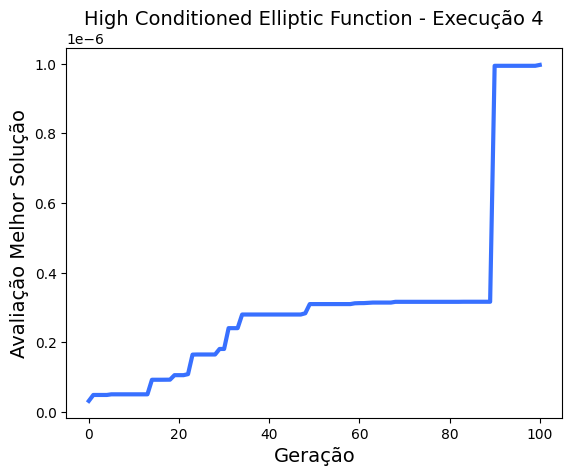 High Conditioned Elliptic Function - Execução 4
1e−6
1.0
0.8
0.6
0.4
0.2
0.0
Avaliação Melhor Solução
0 20 40 60 80 100
Geração